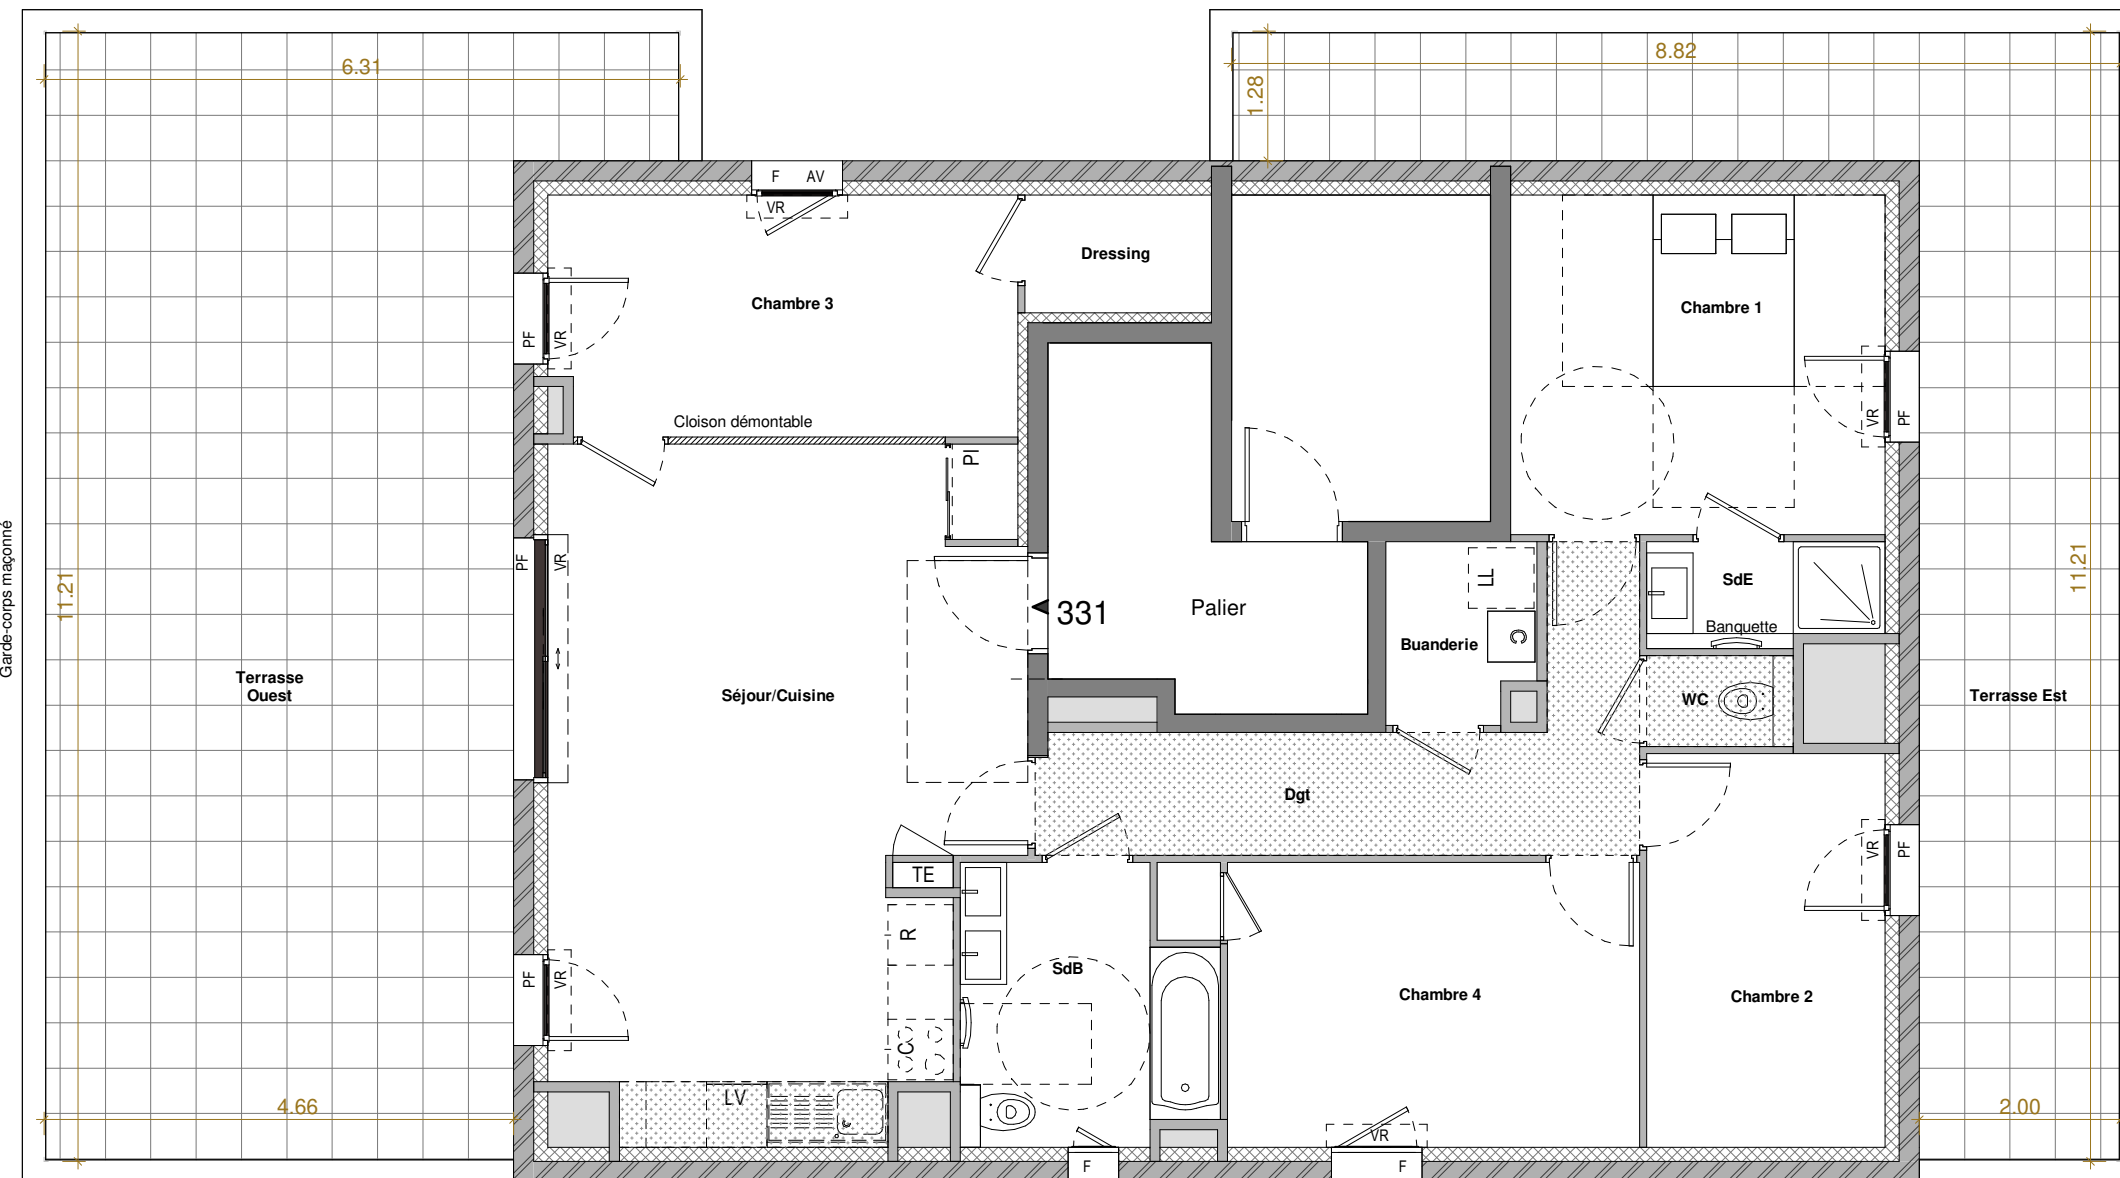 6.31
8.82
1.28
F AV
VR
Dressing
Chambre 3
Chambre 1
PF
VR
VR
PF
Cloison démontable
Pl
Garde-corps maçonné
11.21
PF
VR
331
Palier
LL
C
Buanderie
SdE
Banquette
11.21
Terrasse
Ouest
Séjour/Cuisine
WC
Terrasse Est
Dgt
VR
PF
TE
R
SdB
Chambre 4
Chambre 2
PF
VR
C
LV
4.66
2.00
VR
F
F